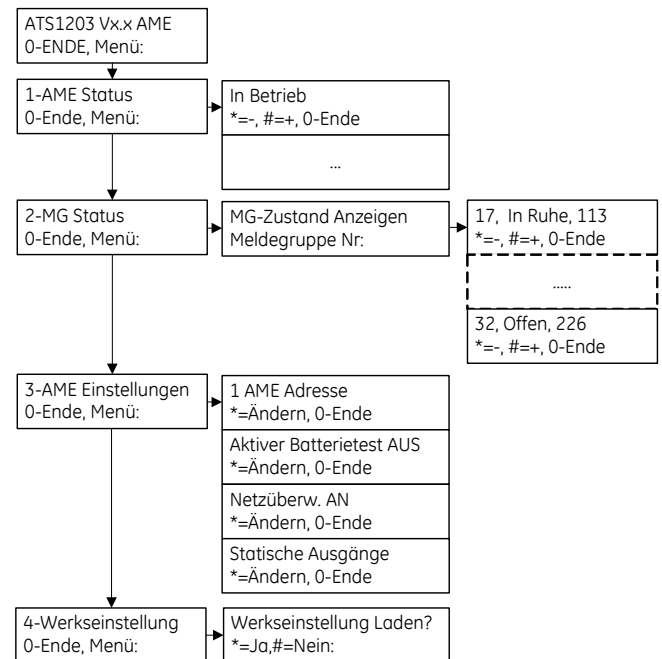 ATS1203 Vx.x AME
0-ENDE, Menü:
1-AME Status
0-Ende, Menü:
In Betrieb
*=-, #=+, 0-Ende
...
2-MG Status
0-Ende, Menü:
MG-Zustand Anzeigen
Meldegruppe Nr:
17, In Ruhe, 113
*=-, #=+, 0-Ende
.....
32, Offen, 226
*=-, #=+, 0-Ende
3-AME Einstellungen
0-Ende, Menü:
1 AME Adresse
*=Ändern, 0-Ende
Aktiver Batterietest AUS
*=Ändern, 0-Ende
Netzüberw. AN
*=Ändern, 0-Ende
Statische Ausgänge
*=Ändern, 0-Ende
4-Werkseinstellung
0-Ende, Menü:
Werkseinstellung Laden?
*=Ja,#=Nein: